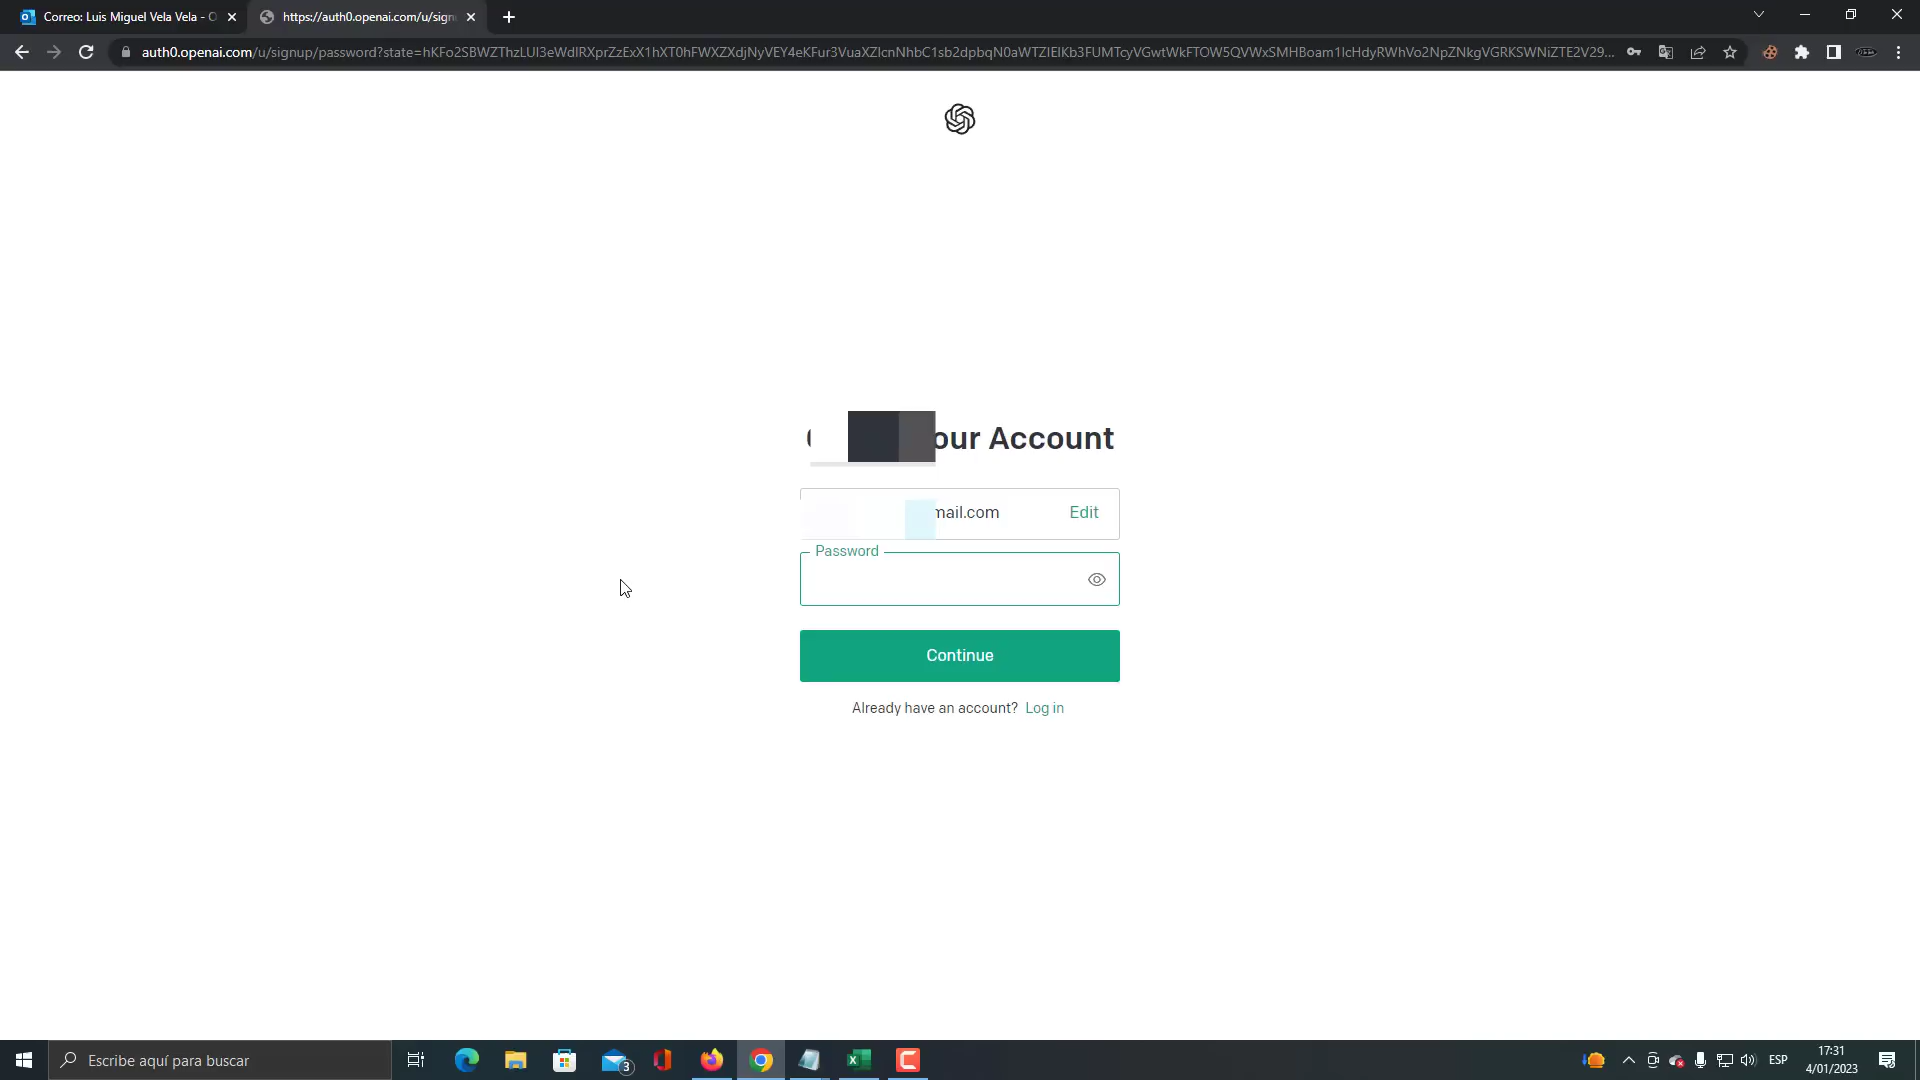 Correo: Luis Miguel Vela Vela - O
https://auth0.openai.com/u/sign
auth0.openai.com/u/signup/password?state=hKFo2SBWZThzLUl3eWdlRXprZzExX1hXT0hFWXZXdjNyVEY4eKFur3VuaXZlcnNhbC1sb2dpbqN0aWTZIElKb3FUMTcyVGwtWkFTOW5QVWxSMHBoam1lcHdyRWhVo2NpZNkgVGRKSWNiZTE2V29...
our Account
mail.com
Edit
Password
Continue
Already have an account? Log in
Escribe aquí para buscar
3
ESP
17:31
4/01/2023